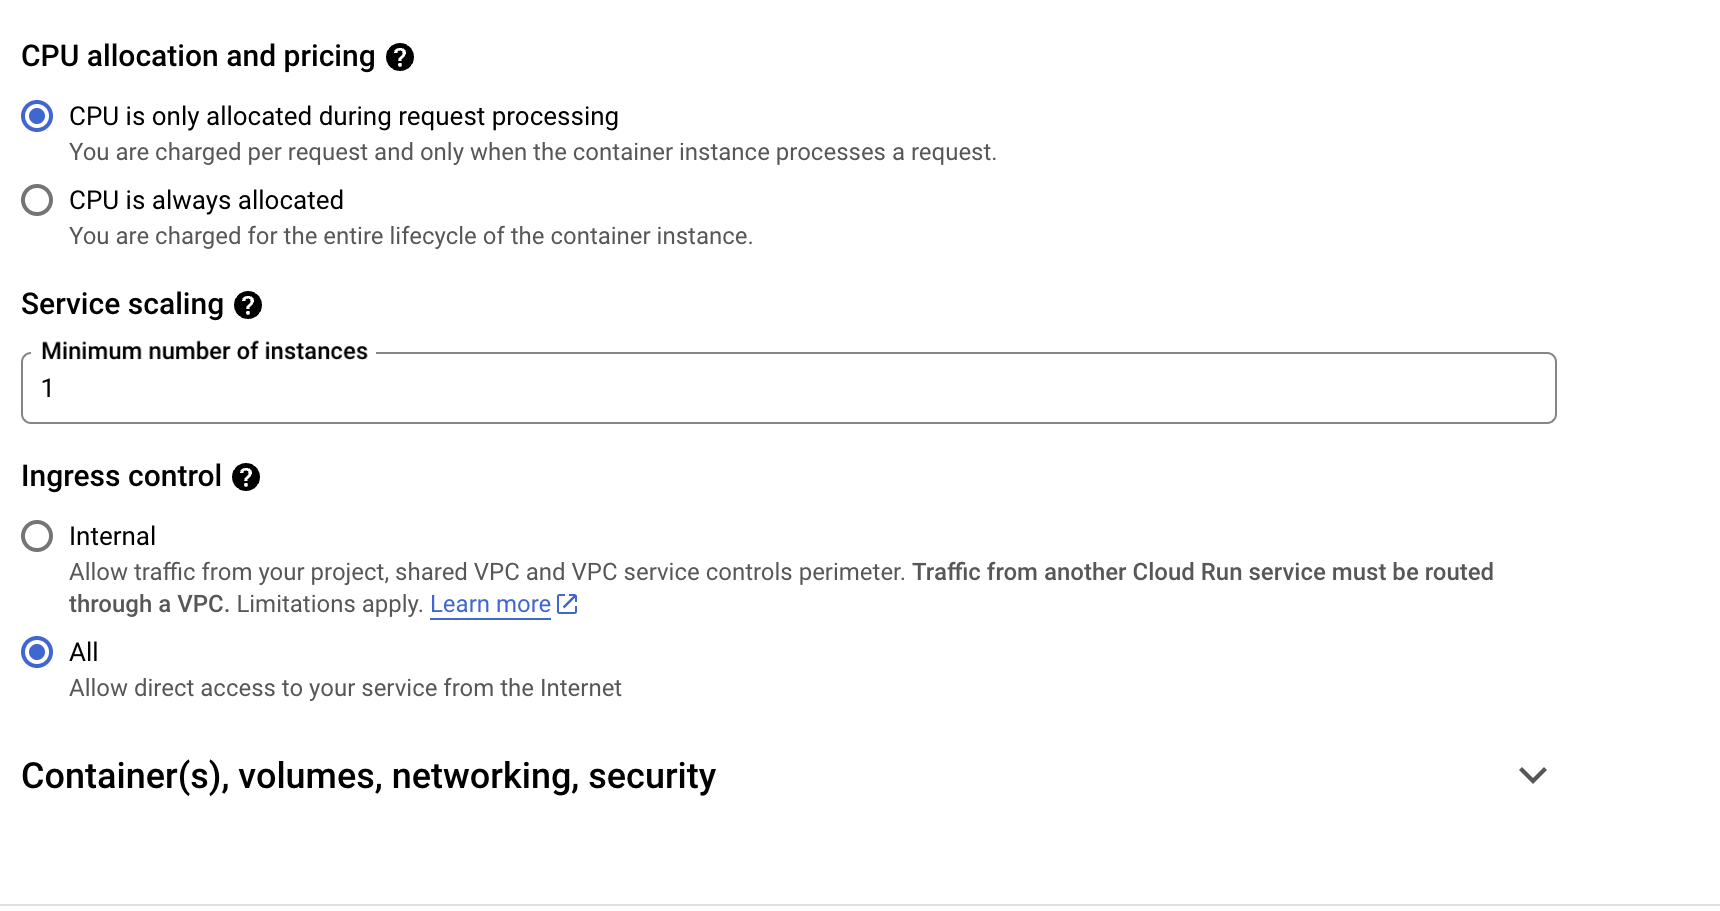 CPU allocation and pricing ?
CPU is only allocated during request processing
You are charged per request and only when the container instance processes a request.
CPU is always allocated
You are charged for the entire lifecycle of the container instance.
Service scaling ?
Minimum number of instances
1
Ingress control ?
Internal
Allow traffic from your project, shared VPC and VPC service controls perimeter. Traffic from another Cloud Run service must be routed
through a VPC. Limitations apply. Learn more
All
Allow direct access to your service from the Internet
Container(s), volumes, networking, security